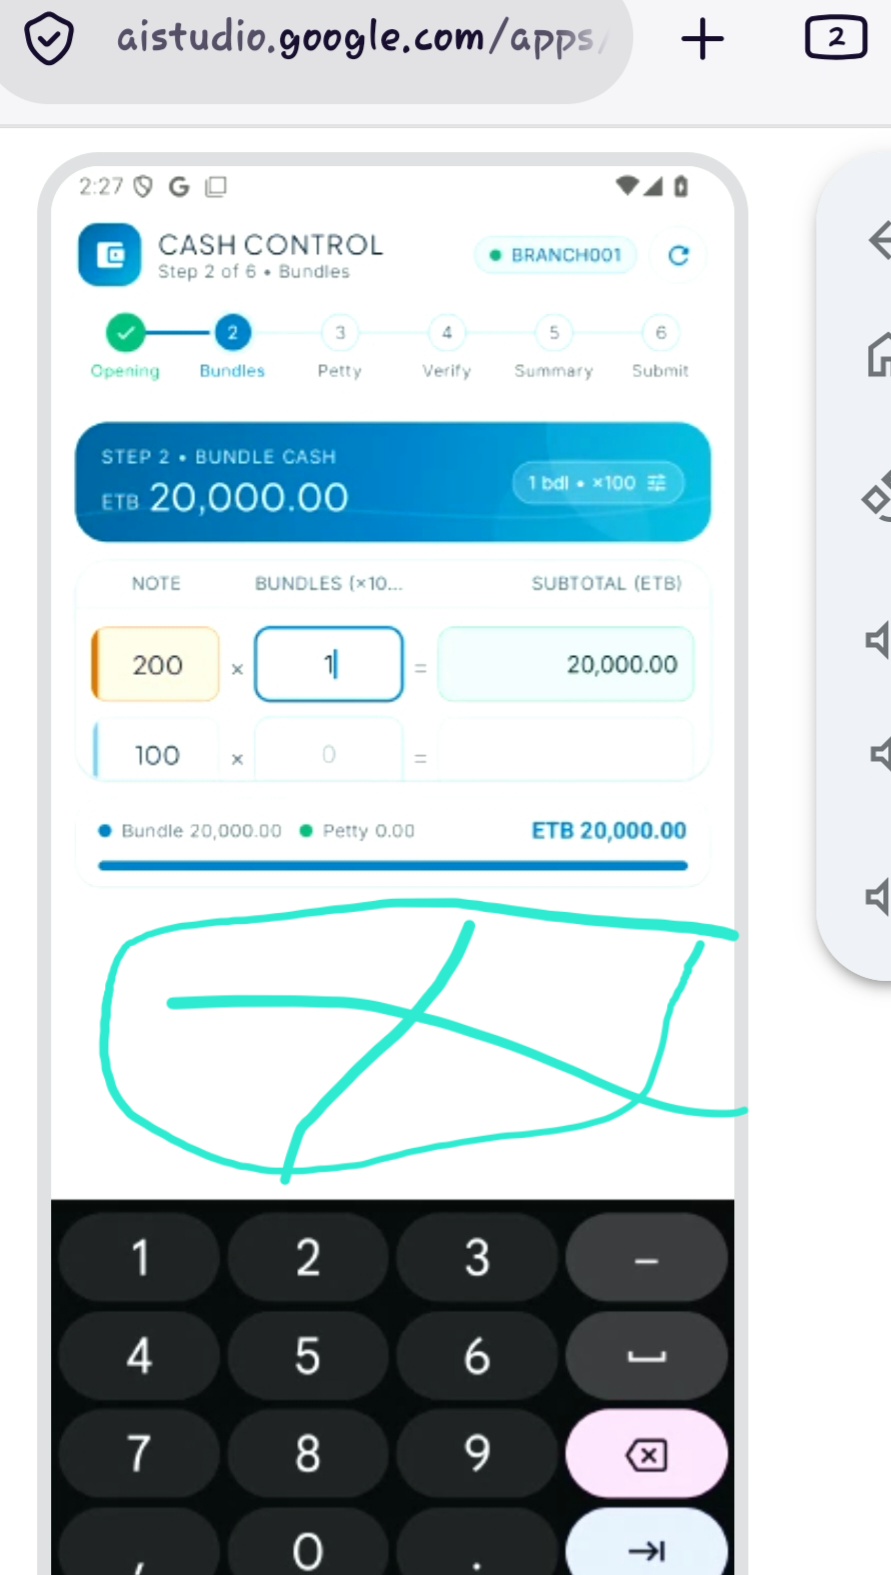 aistudio.google.com/apps/
2
2:27
CASH CONTROL
Step 2 of 6 • Bundles
BRANCH001
2 3 4 5 6
Opening Bundles Petty Verify Summary Submit
STEP 2 • BUNDLE CASH
ETB 20,000.00
1 bdl • ×100
NOTE BUNDLES (×10... SUBTOTAL (ETB)
200 × 1 = 20,000.00
100 × 0 =
Bundle 20,000.00 Petty 0.00 ETB 20,000.00
1 2 3 –
4 5 6
7 8 9
, 0 .